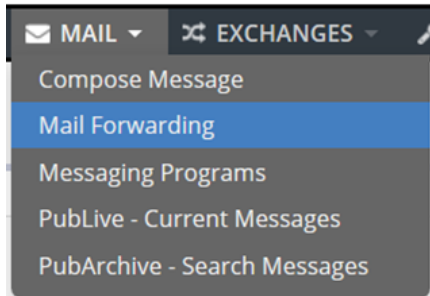 MAIL EXCHANGES
Compose Message
Mail Forwarding
Messaging Programs
PubLive - Current Messages
PubArchive - Search Messages